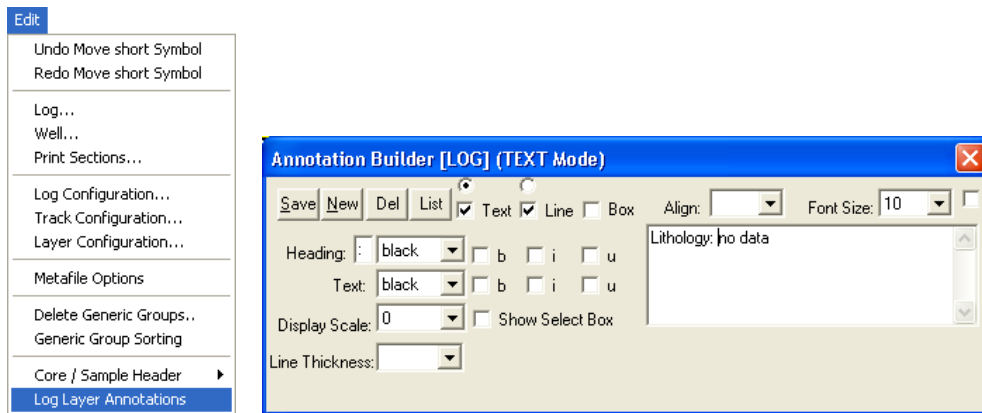 Edit
Undo Move short Symbol
Redo Move short Symbol
Log...
Well...
Print Sections...
Log Configuration...
Track Configuration...
Layer Configuration...
Metafile Options
Delete Generic Groups..
Generic Group Sorting
Core / Sample Header
Log Layer Annotations
Annotation Builder [LOG] (TEXT Mode)
Save New Del List Text Line Box Align: Font Size: 10
Heading: : black b i u
Text: black b i u
Display Scale: 0 Show Select Box
Line Thickness:
Lithology: no data